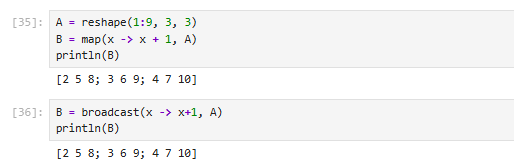 [35]: A = reshape(1:9, 3, 3)
B = map(x -> x + 1, A)
println(B)
[2 5 8; 3 6 9; 4 7 10]
[36]: B = broadcast(x -> x+1, A)
println(B)
[2 5 8; 3 6 9; 4 7 10]